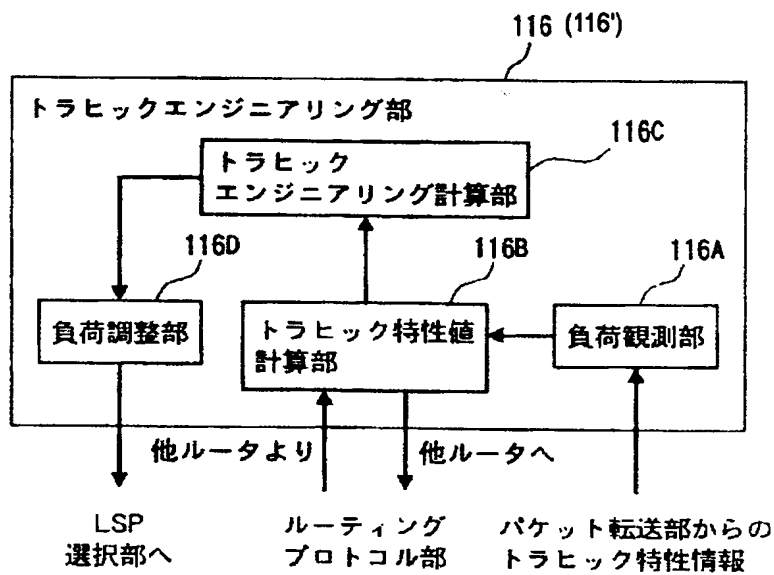 116 (116')
トラヒックエンジニアリング部
116C
トラヒック
エンジニアリング計算部
116D
116B
116A
負荷調整部
トラヒック特性値
計算部
負荷観測部
他ルータより
他ルータへ
LSP
選択部へ
ルーティング
プロトコル部
パケット転送部からの
トラヒック特性情報